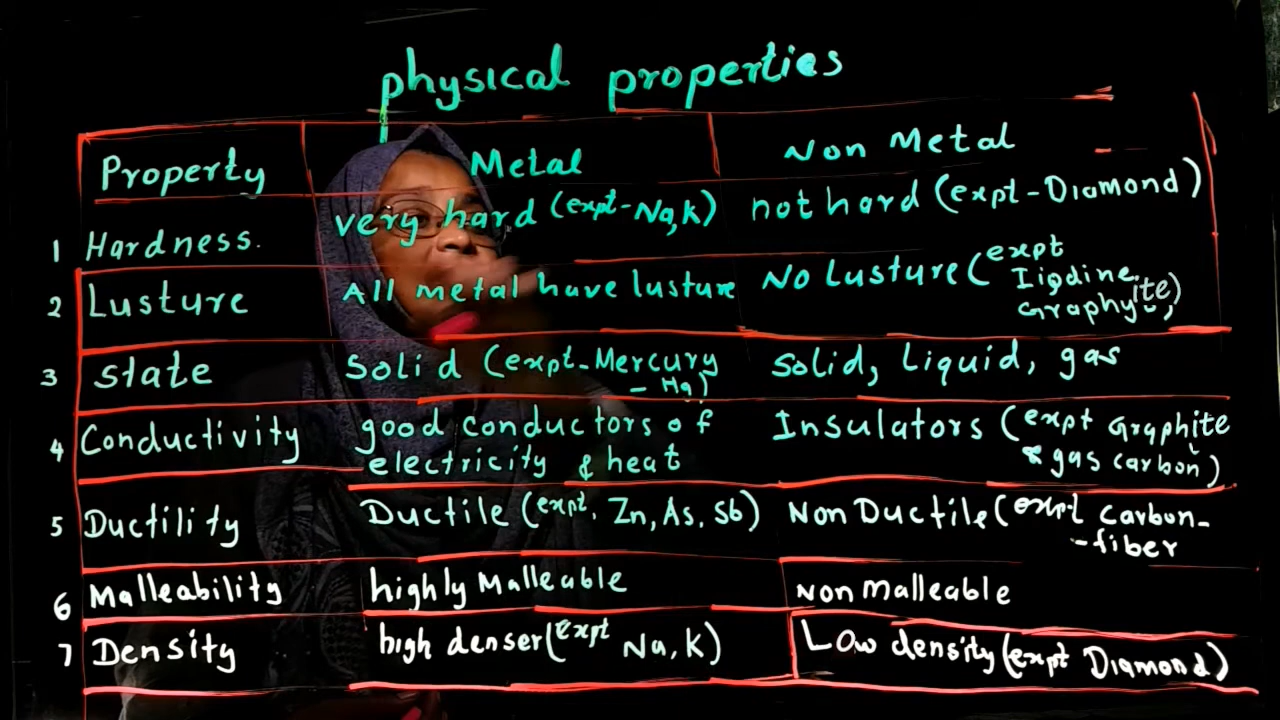 physical properties
Property Metal Non Metal
1 Hardness. very hard (expt-Na,K) not hard (expt-Diamond)
2 Lusture All metal have lusture No Lusture (expt
Iiodine,
Graphyite)
3 state Solid (expt-Mercury
- Hg) Solid, Liquid, gas
4 Conductivity good conductors of
electricity & heat Insulators (expt Graphite
& gas carbon)
5 Ductility Ductile (expt. Zn, As, Sb) Non Ductile (expt carbon-
-fiber
6 Malleability highly Malleable Non malleable
7 Density high denser (expt Na, K) Low density (expt Diamond)